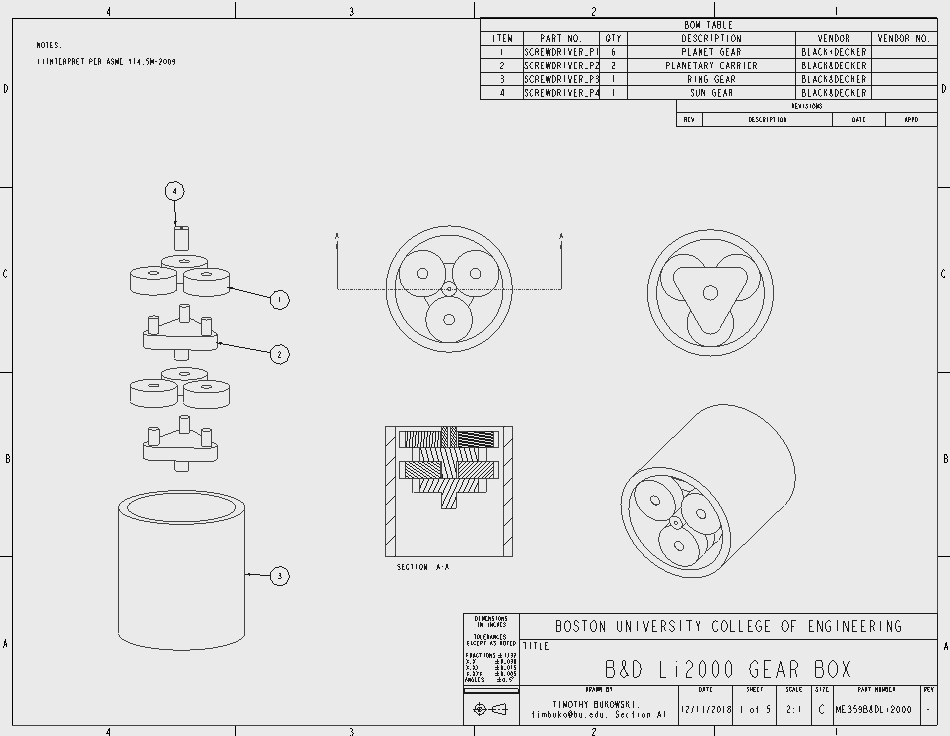 4 3 2 1
NOTES:
1)INTERPRET PER ASME Y14.5M-2009
BOM TABLE
ITEM PART NO. QTY DESCRIPTION VENDOR VENDOR NO.
1 SCREWDRIVER_P1 6 PLANET GEAR BLACK+DECKER
2 SCREWDRIVER_P2 2 PLANETARY CARRIER BLACK&DECKER
3 SCREWDRIVER_P3 1 RING GEAR BLACK&DECKER
4 SCREWDRIVER_P4 1 SUN GEAR BLACK&DECKER
REVISIONS
REV DESCRIPTION DATE APPD
D D
4
A A
C C
1
2
B B
SECTION A-A
3
A A
DIMENSIONS
IN INCHES
TOLERANCES
EXCEPT AS NOTED
FRACTIONS ±1/32
X.X ±0.030
X.XX ±0.015
X.XXX ±0.005
ANGLES ±0.5°
BOSTON UNIVERSITY COLLEGE OF ENGINEERING
TITLE
B&D Li2000 GEAR BOX
DRAWN BY DATE SHEET SCALE SIZE PART NUMBER REV
TIMOTHY BUKOWSKI,
timbuko@bu.edu, Section A1
12/11/2018 1 of 5 2:1 C ME359B&DLi2000 -
4 3 2 1